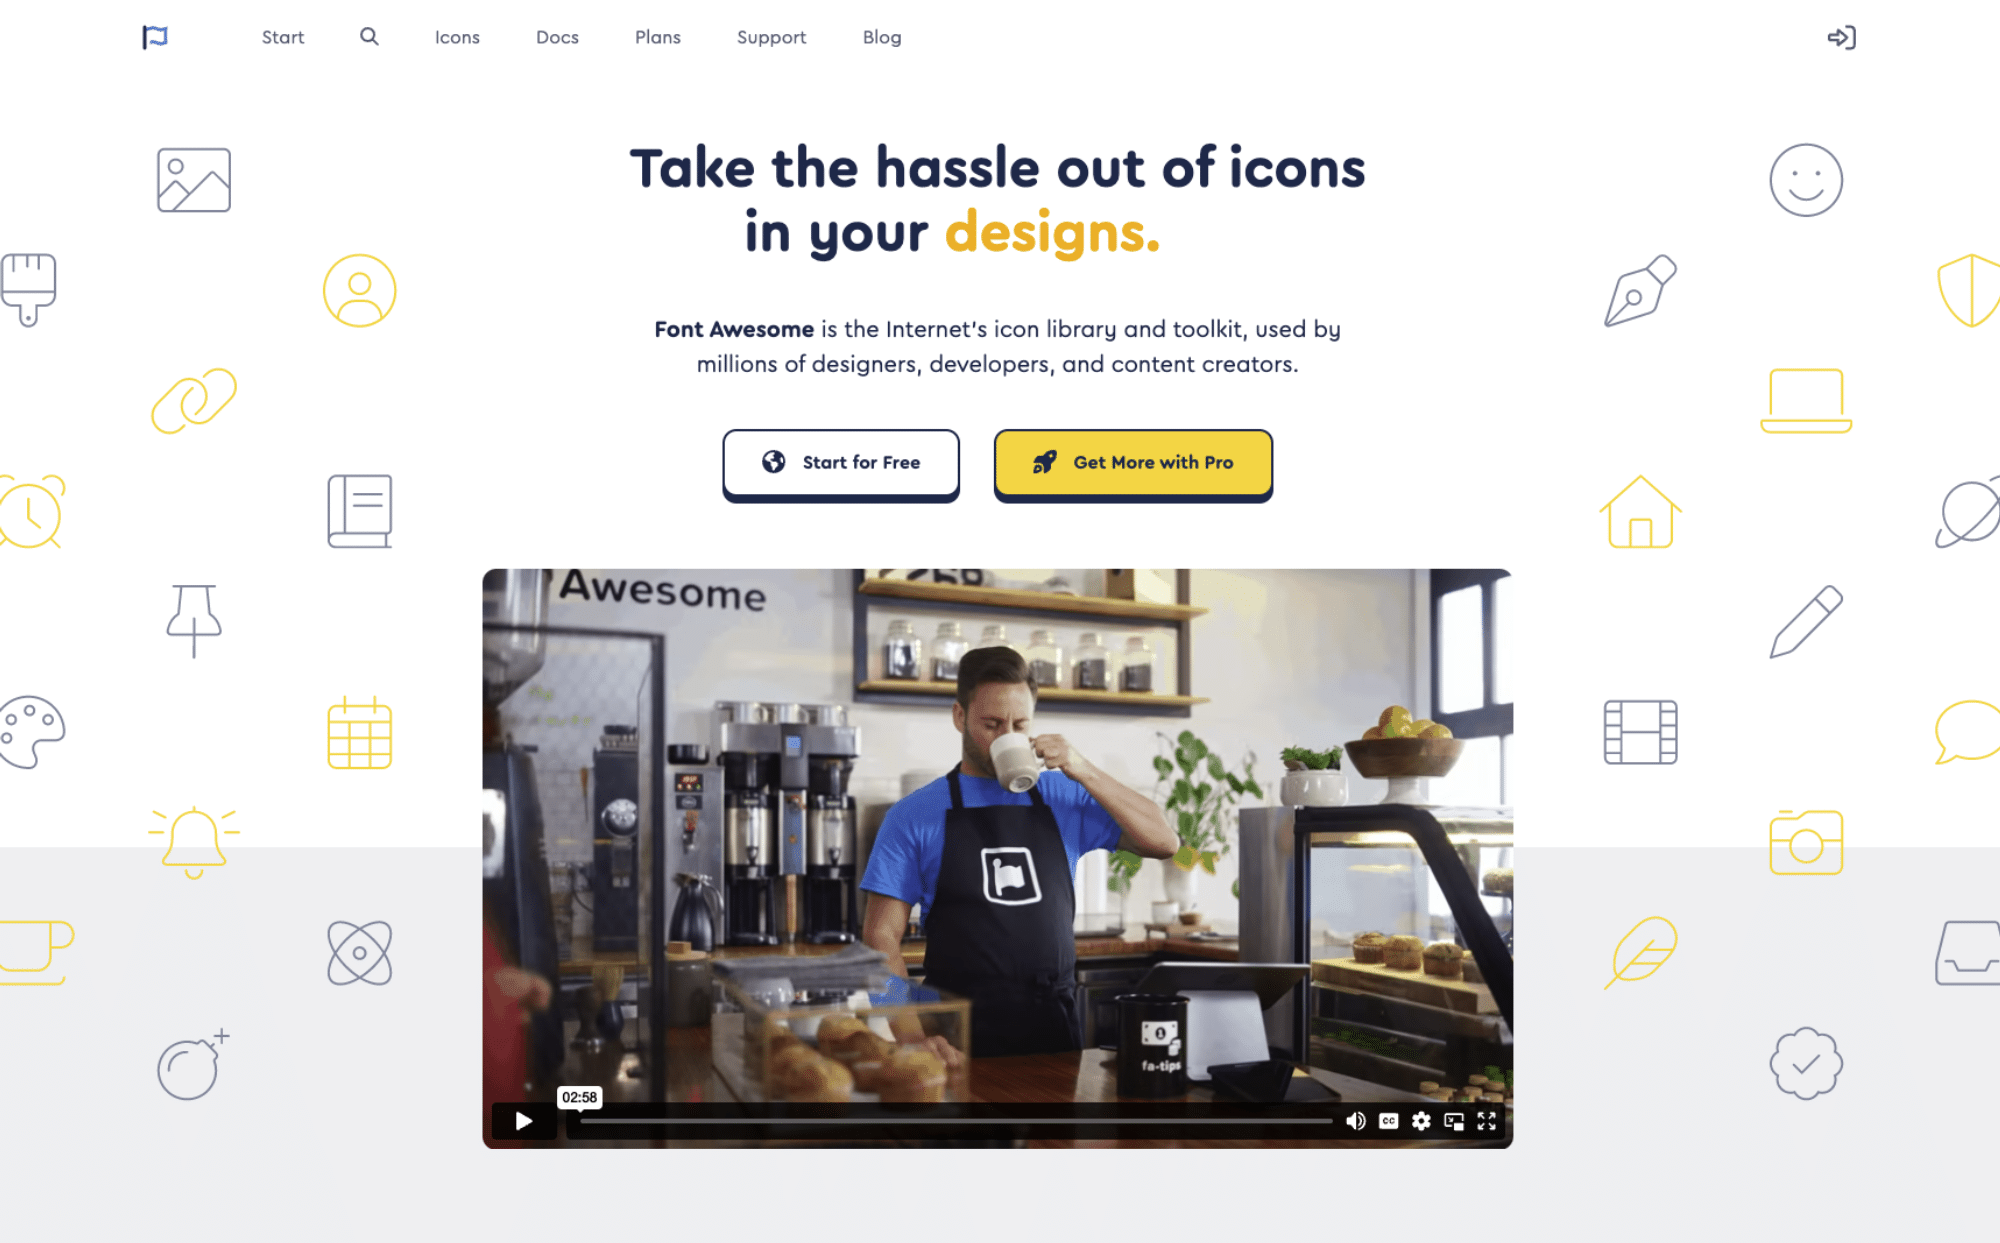 Start
Icons
Docs
Plans
Support
Blog
Take the hassle out of icons
in your designs.
Font Awesome is the Internet's icon library and toolkit, used by
millions of designers, developers, and content creators.
Start for Free
Get More with Pro
Awesome
1
fa-tips
02:58
CC